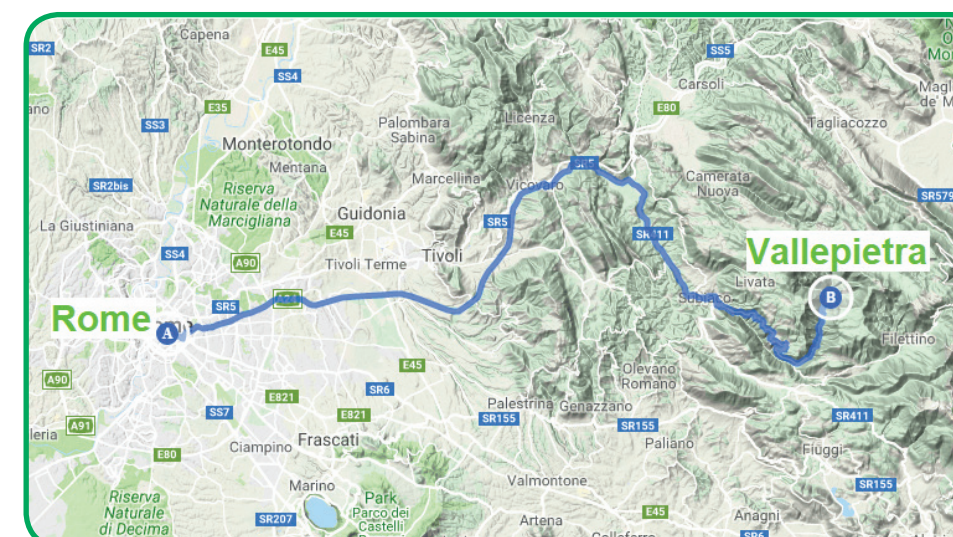 Capena
SR2
E45
SS4
SS5
Carsoli
E35
E80
ano
SS3
Palombara
Sabina
Licenza
Tagliacozzo
Monterotondo
Mentana
Marcellina
Vicovaro
Camerata
Nuova
SR2bis
Riserva
Naturale della
Marcigliana
SR579
Guidonia
La Giustiniana
E45
SR5
SR411
SS4
A90
Tivoli Terme
Tivoli
Vallepietra
Livata
SR5
Subiaco
B
Rome
A
Filettino
E45
Olevano
Romano
A90
SR6
E821
Palestrina
Genazzano
SS7
E821
SR155
SR155
SR411
A91
leria
Ciampino
Frascati
Paliano
Fiuggi
E80
Marino
Valmontone
SR155
Riserva
Naturale
di Decima
Park
Parco dei
Castelli
SR207
Artena
E45
Anagni
Colleferro
SR6